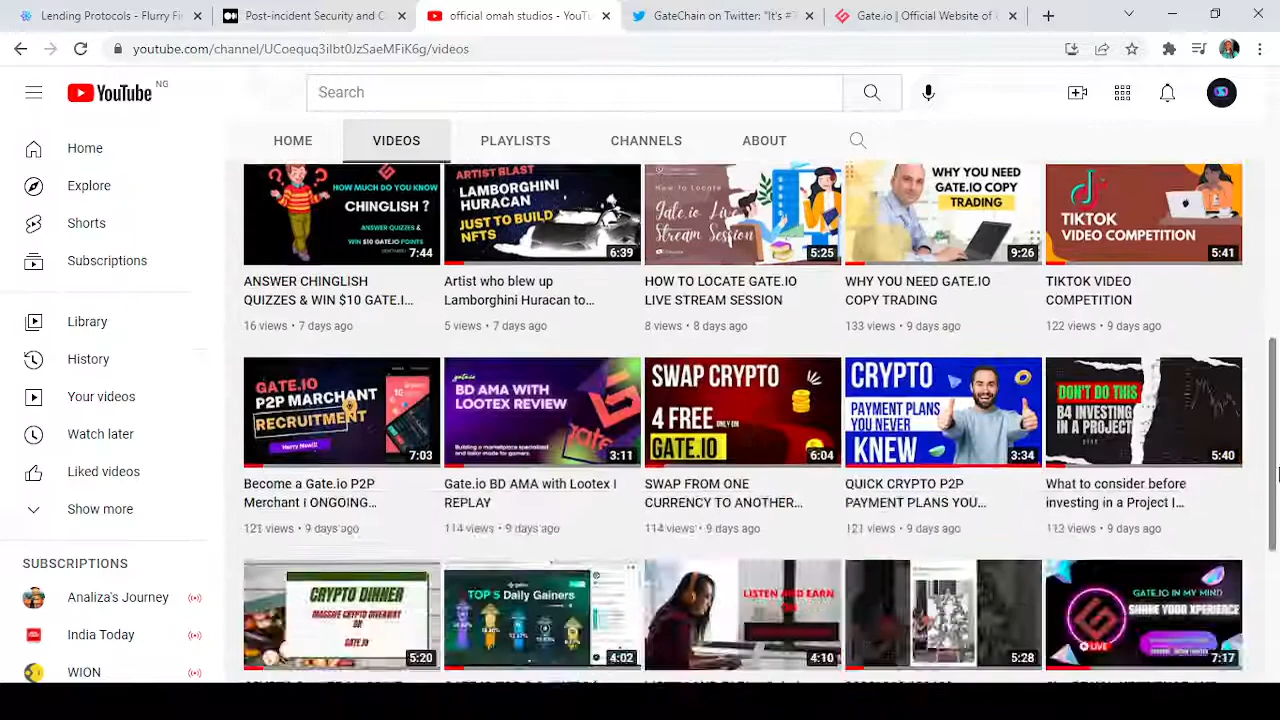 Lending Protocols - Flurry Fi
Post-incident Security and C
official omah studios - YouTu
GateChain on Twitter: "It's #
Gate.io | Official Website of
youtube.com/channel/UCoequq3iIbt0JzSaeMFiK6g/videos
YouTube NG
Search
HOME
VIDEOS
PLAYLISTS
CHANNELS
ABOUT
Home
Explore
Shorts
Subscriptions
Library
History
Your videos
Watch later
Liked videos
Show more
SUBSCRIPTIONS
Analiza's Journey
India Today
WION
HOW MUCH DO YOU KNOW
CHINGLISH ?
ANSWER QUIZZES &
WIN $10 GATE.IO POINTS
7:44
ANSWER CHINGLISH
QUIZZES & WIN $10 GATE.I...
16 views • 7 days ago
ARTIST BLAST
LAMBORGHINI
HURACAN
JUST TO BUILD
NFTS
6:39
Artist who blew up
Lamborghini Huracan to...
5 views • 7 days ago
How to Locate
Gate.io Live
Stream Session
5:25
HOW TO LOCATE GATE.IO
LIVE STREAM SESSION
8 views • 8 days ago
WHY YOU NEED
GATE.IO COPY
TRADING
9:26
WHY YOU NEED GATE.IO
COPY TRADING
133 views • 9 days ago
TIKTOK
VIDEO COMPETITION
5:41
TIKTOK VIDEO
COMPETITION
122 views • 9 days ago
GATE.IO
P2P MERCHANT
RECRUITMENT
Hurry Now!!!
7:03
Become a Gate.io P2P
Merchant i ONGOING...
121 views • 9 days ago
gate.io
BD AMA WITH
LOOTEX REVIEW
Building a marketplace specialized
and tailor made for gamers.
3:11
Gate.io BD AMA with Lootex I
REPLAY
114 views • 9 days ago
SWAP CRYPTO
4 FREE ONLY ON
GATE.IO
6:04
SWAP FROM ONE
CURRENCY TO ANOTHER...
114 views • 9 days ago
CRYPTO
PAYMENT PLANS
YOU NEVER
KNEW
3:34
QUICK CRYPTO P2P
PAYMENT PLANS YOU...
121 views • 9 days ago
DON'T DO THIS
B4 INVESTING
IN A PROJECT
5:40
What to consider before
investing in a Project I...
113 views • 9 days ago
CRYPTO DINNER
MASSIVE CRYPTO GIVEAWAY
ON
GATE.IO
5:20
TOP 5 Daily Gainers
4:02
LISTEN AND EARN
4:10
5:28
GATE.IO IN MY MIND
SHARE YOUR XPERIENCE
LIVE
7:17